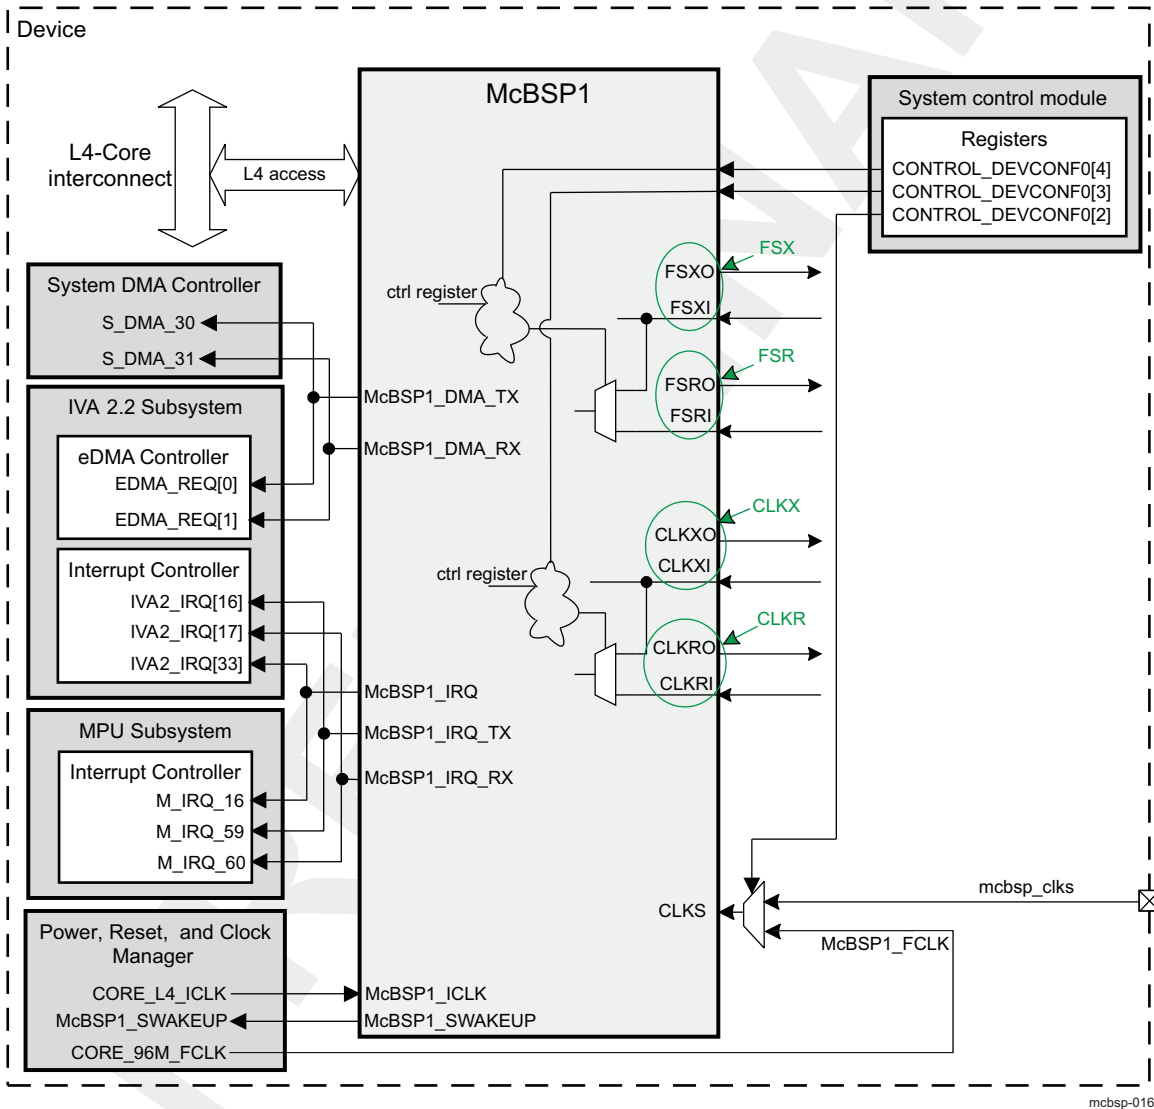 Device
McBSP1
System control module
Registers
CONTROL_DEVCONF0[4]
CONTROL_DEVCONF0[3]
CONTROL_DEVCONF0[2]
L4-Core
interconnect
L4 access
System DMA Controller
S_DMA_30
S_DMA_31
IVA 2.2 Subsystem
eDMA Controller
EDMA_REQ[0]
EDMA_REQ[1]
Interrupt Controller
IVA2_IRQ[16]
IVA2_IRQ[17]
IVA2_IRQ[33]
MPU Subsystem
Interrupt Controller
M_IRQ_16
M_IRQ_59
M_IRQ_60
Power, Reset, and Clock
Manager
CORE_L4_ICLK
McBSP1_SWAKEUP
CORE_96M_FCLK
McBSP1_DMA_TX
McBSP1_DMA_RX
McBSP1_IRQ
McBSP1_IRQ_TX
McBSP1_IRQ_RX
McBSP1_ICLK
McBSP1_SWAKEUP
ctrl register
ctrl register
FSX
FSXO
FSXI
FSR
FSRO
FSRI
CLKX
CLKXO
CLKXI
CLKR
CLKRO
CLKRI
CLKS
mcbsp_clks
McBSP1_FCLK
mcbsp-016